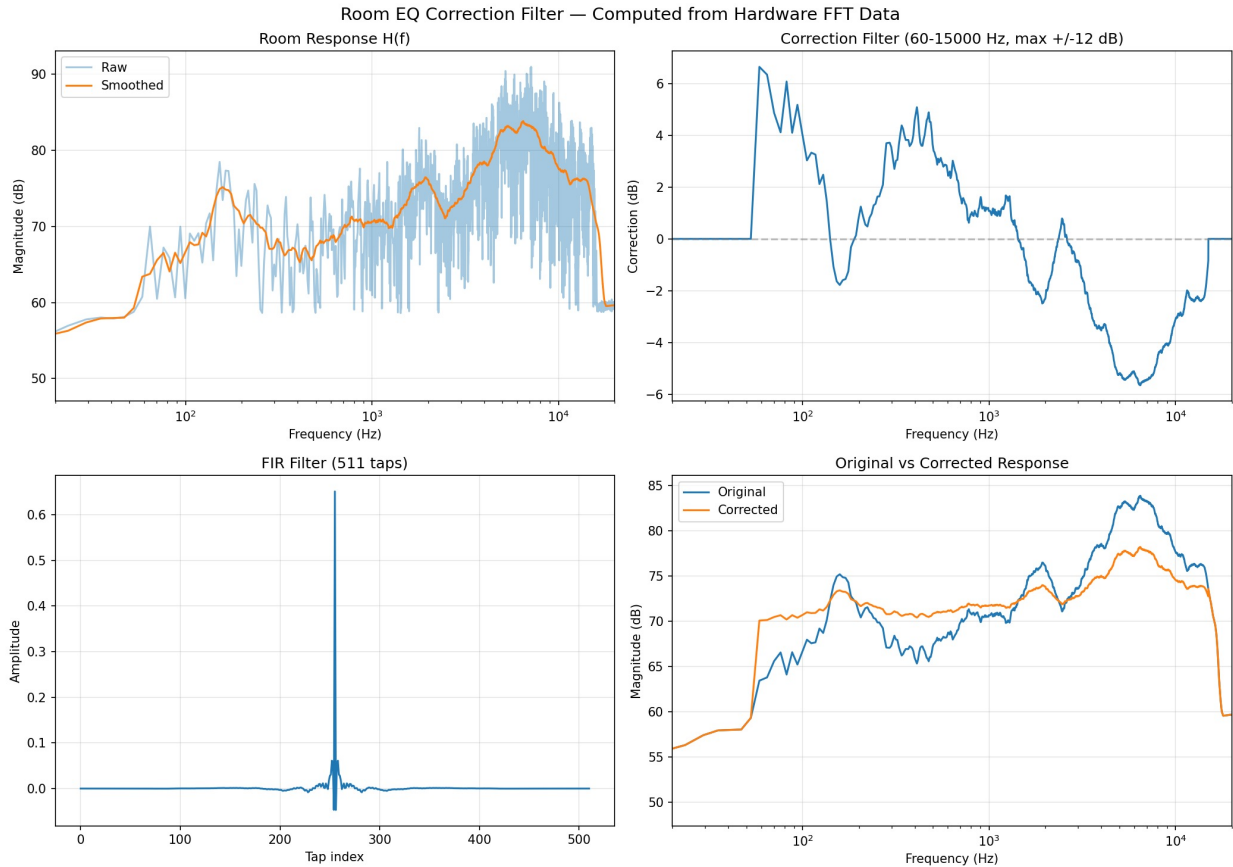 Room EQ Correction Filter — Computed from Hardware FFT Data
Room Response H(f)
Raw
Smoothed
Magnitude (dB)
90
80
70
60
50
10²
10³
10⁴
Frequency (Hz)
Correction Filter (60-15000 Hz, max +/-12 dB)
Correction (dB)
6
4
2
0
−2
−4
−6
10²
10³
10⁴
Frequency (Hz)
FIR Filter (511 taps)
Amplitude
0.6
0.5
0.4
0.3
0.2
0.1
0.0
0
100
200
300
400
500
Tap index
Original vs Corrected Response
Original
Corrected
Magnitude (dB)
85
80
75
70
65
60
55
50
10²
10³
10⁴
Frequency (Hz)